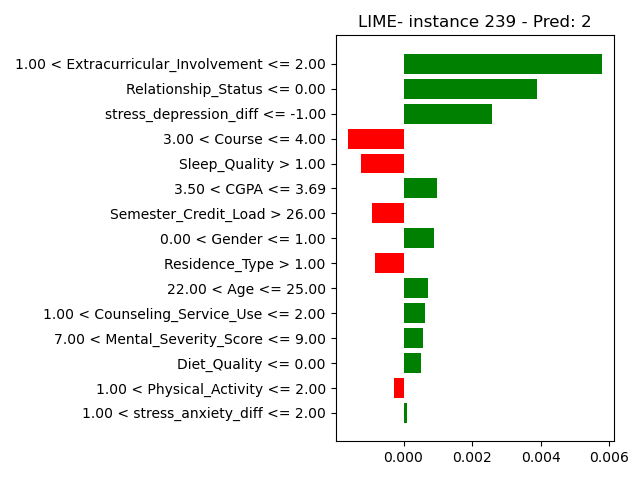 LIME- instance 239 - Pred: 2
1.00 < Extracurricular_Involvement <= 2.00
Relationship_Status <= 0.00
stress_depression_diff <= -1.00
3.00 < Course <= 4.00
Sleep_Quality > 1.00
3.50 < CGPA <= 3.69
Semester_Credit_Load > 26.00
0.00 < Gender <= 1.00
Residence_Type > 1.00
22.00 < Age <= 25.00
1.00 < Counseling_Service_Use <= 2.00
7.00 < Mental_Severity_Score <= 9.00
Diet_Quality <= 0.00
1.00 < Physical_Activity <= 2.00
1.00 < stress_anxiety_diff <= 2.00
0.000 0.002 0.004 0.006